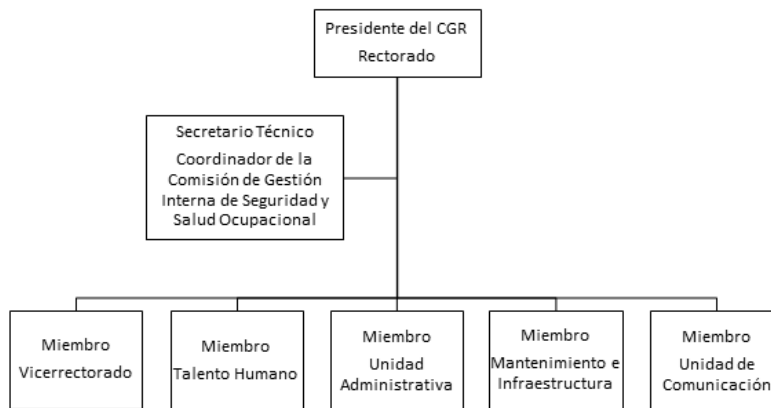 Presidente del CGR
Rectorado
Secretario Técnico
Coordinador de la
Comisión de Gestión
Interna de Seguridad y
Salud Ocupacional
Miembro
Vicerrectorado
Miembro
Talento Humano
Miembro
Unidad
Administrativa
Miembro
Mantenimiento e
Infraestructura
Miembro
Unidad de
Comunicación